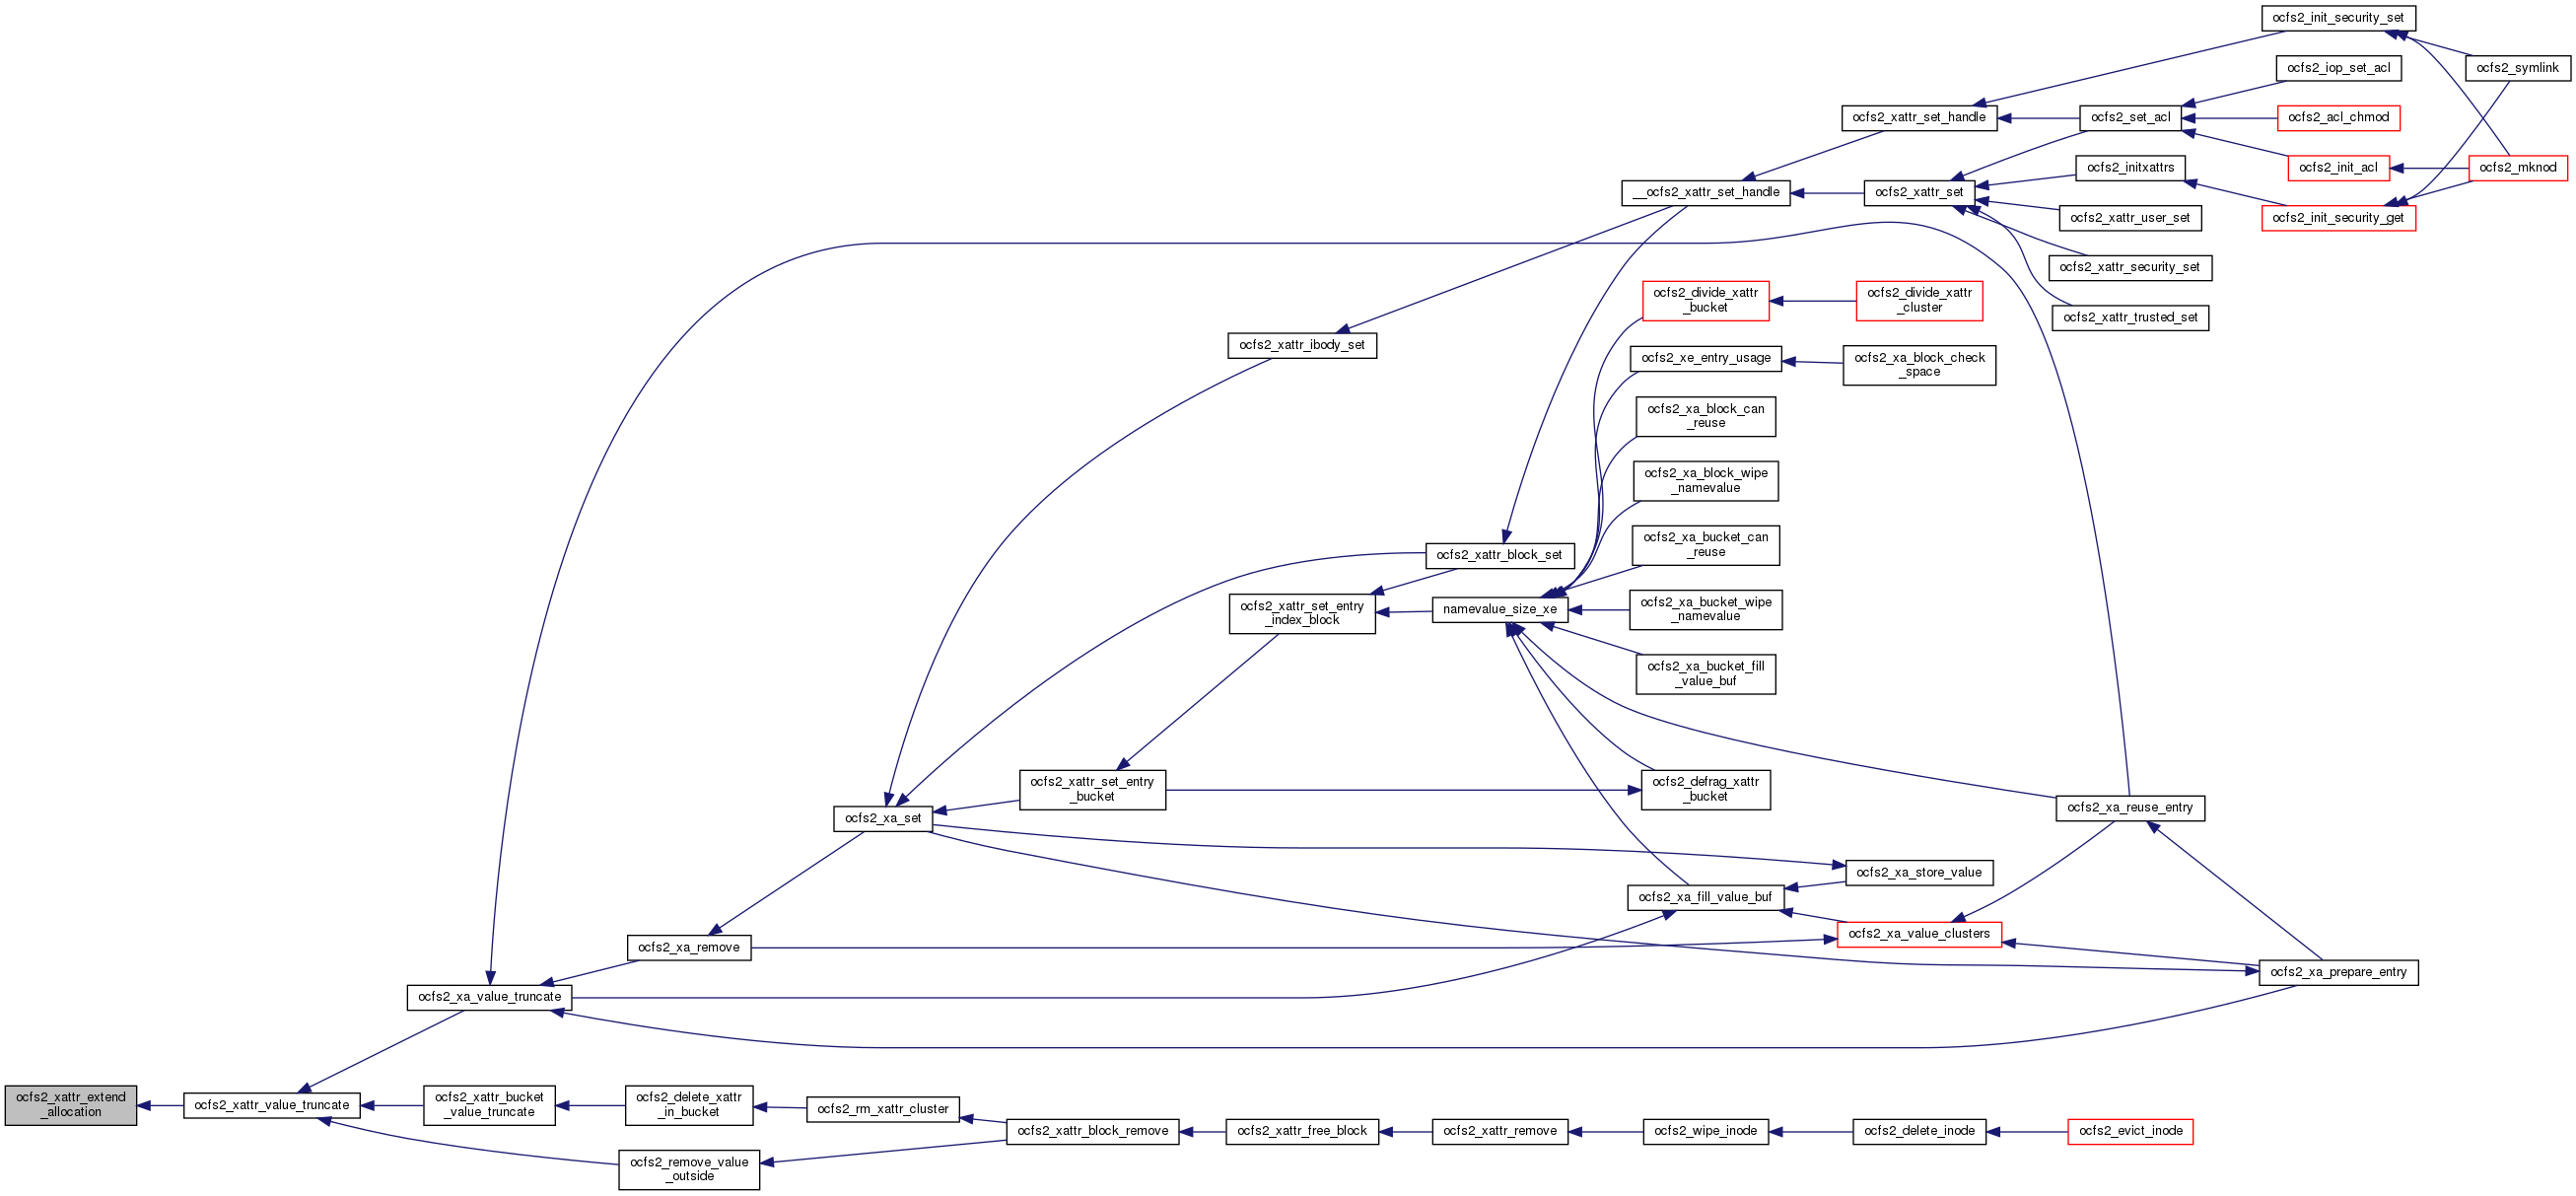 ocfs2_init_security_set
ocfs2_iop_set_acl
ocfs2_symlink
ocfs2_xattr_set_handle
ocfs2_set_acl
ocfs2_acl_chmod
ocfs2_initxattrs
ocfs2_init_acl
ocfs2_mknod
__ocfs2_xattr_set_handle
ocfs2_xattr_set
ocfs2_xattr_user_set
ocfs2_init_security_get
ocfs2_xattr_security_set
ocfs2_divide_xattr
_bucket
ocfs2_divide_xattr
_cluster
ocfs2_xattr_trusted_set
ocfs2_xattr_ibody_set
ocfs2_xe_entry_usage
ocfs2_xa_block_check
_space
ocfs2_xa_block_can
_reuse
ocfs2_xa_block_wipe
_namevalue
ocfs2_xattr_block_set
ocfs2_xa_bucket_can
_reuse
ocfs2_xattr_set_entry
_index_block
namevalue_size_xe
ocfs2_xa_bucket_wipe
_namevalue
ocfs2_xa_bucket_fill
_value_buf
ocfs2_xattr_set_entry
_bucket
ocfs2_defrag_xattr
_bucket
ocfs2_xa_reuse_entry
ocfs2_xa_set
ocfs2_xa_store_value
ocfs2_xa_fill_value_buf
ocfs2_xa_value_clusters
ocfs2_xa_remove
ocfs2_xa_prepare_entry
ocfs2_xa_value_truncate
ocfs2_xattr_extend
_allocation
ocfs2_xattr_value_truncate
ocfs2_xattr_bucket
_value_truncate
ocfs2_delete_xattr
_in_bucket
ocfs2_rm_xattr_cluster
ocfs2_xattr_block_remove
ocfs2_xattr_free_block
ocfs2_xattr_remove
ocfs2_wipe_inode
ocfs2_delete_inode
ocfs2_evict_inode
ocfs2_remove_value
_outside